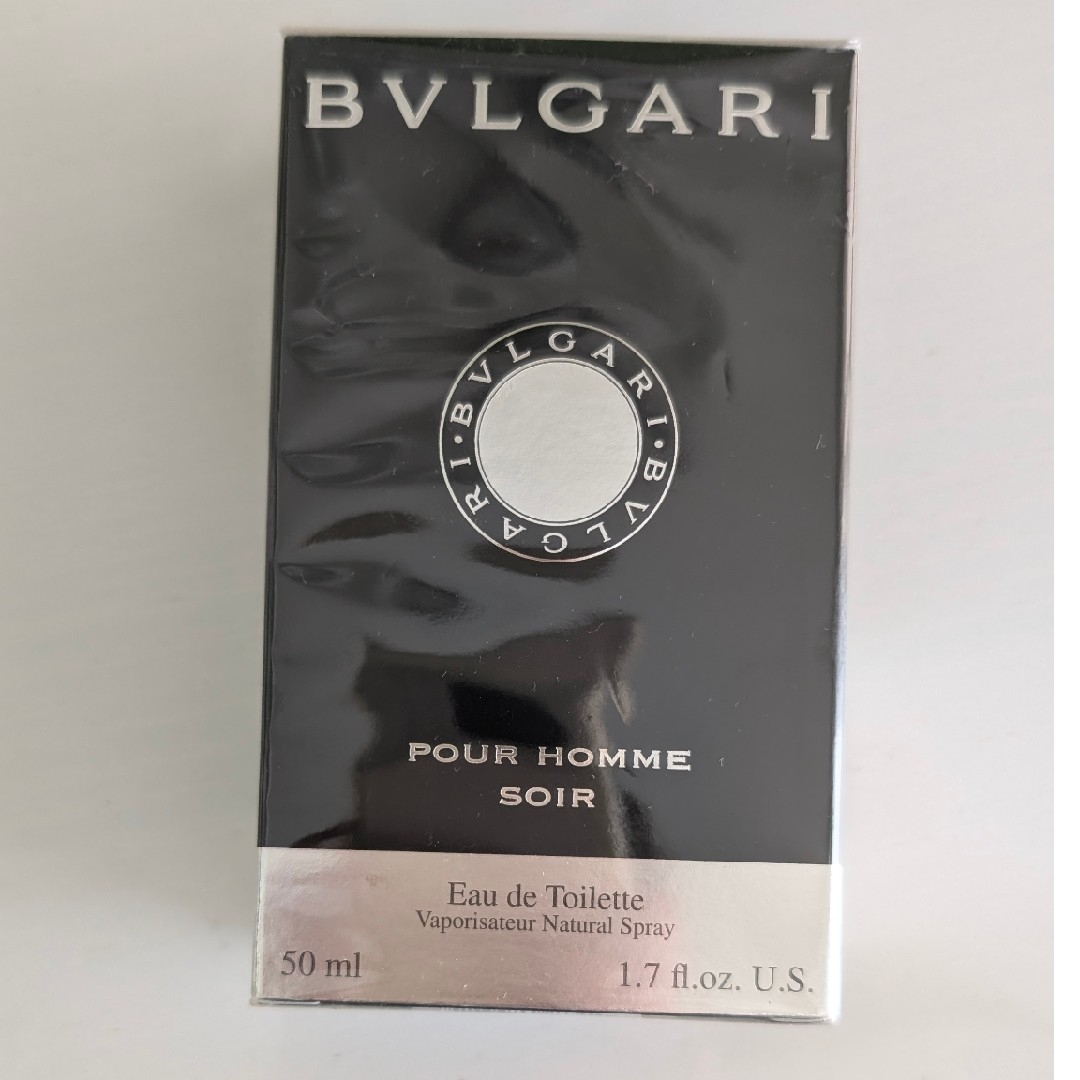 BVLGARI
BVLGARI • BVLGARI •
POUR HOMME
SOIR
Eau de Toilette
Vaporisateur Natural Spray
50 ml
1.7 fl.oz. U.S.